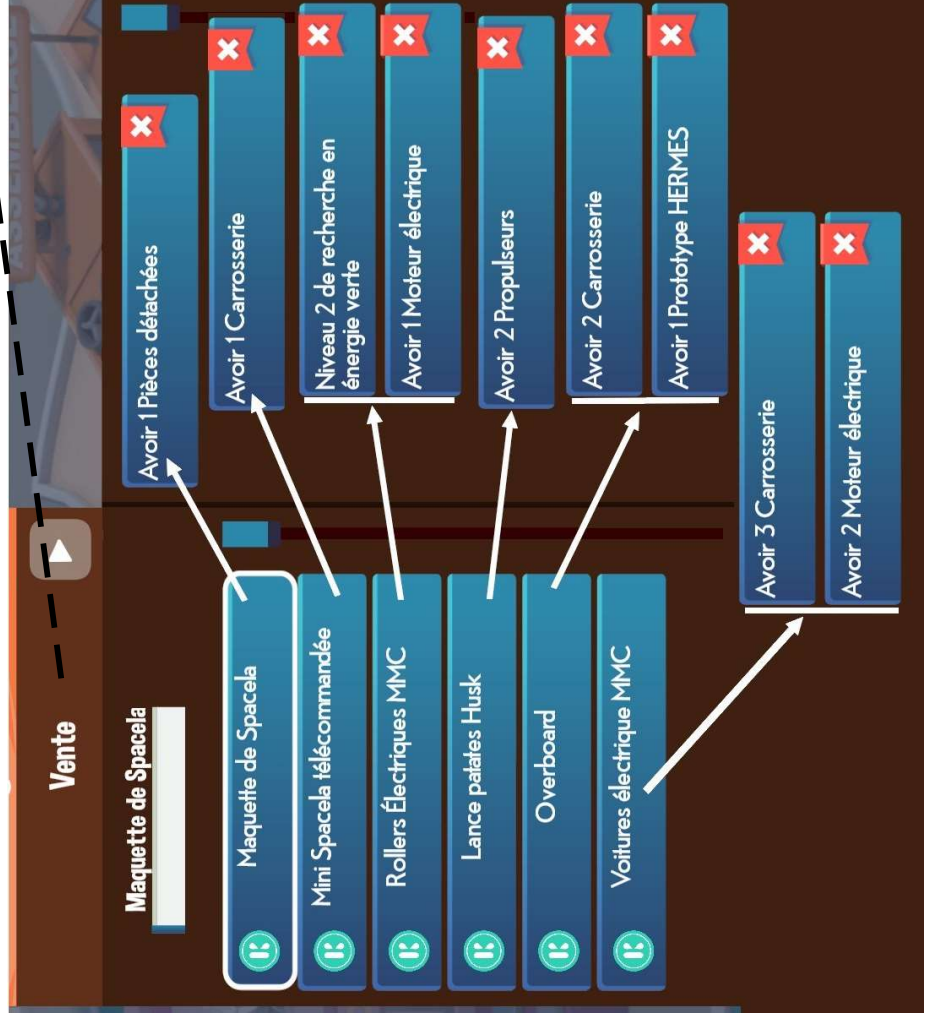 Vente
Maquette de Spacela
Maquette de Spacela
Mini Spacela télécommandée
Rollers Électriques MMC
Lance patates Husk
Overboard
Voitures électrique MMC
Avoir 1 Pièces détachées
Avoir 1 Carrosserie
Niveau 2 de recherche en
énergie verte
Avoir 1 Moteur électrique
Avoir 2 Propulseurs
Avoir 2 Carrosserie
Avoir 1 Prototype HERMES
Avoir 3 Carrosserie
Avoir 2 Moteur électrique